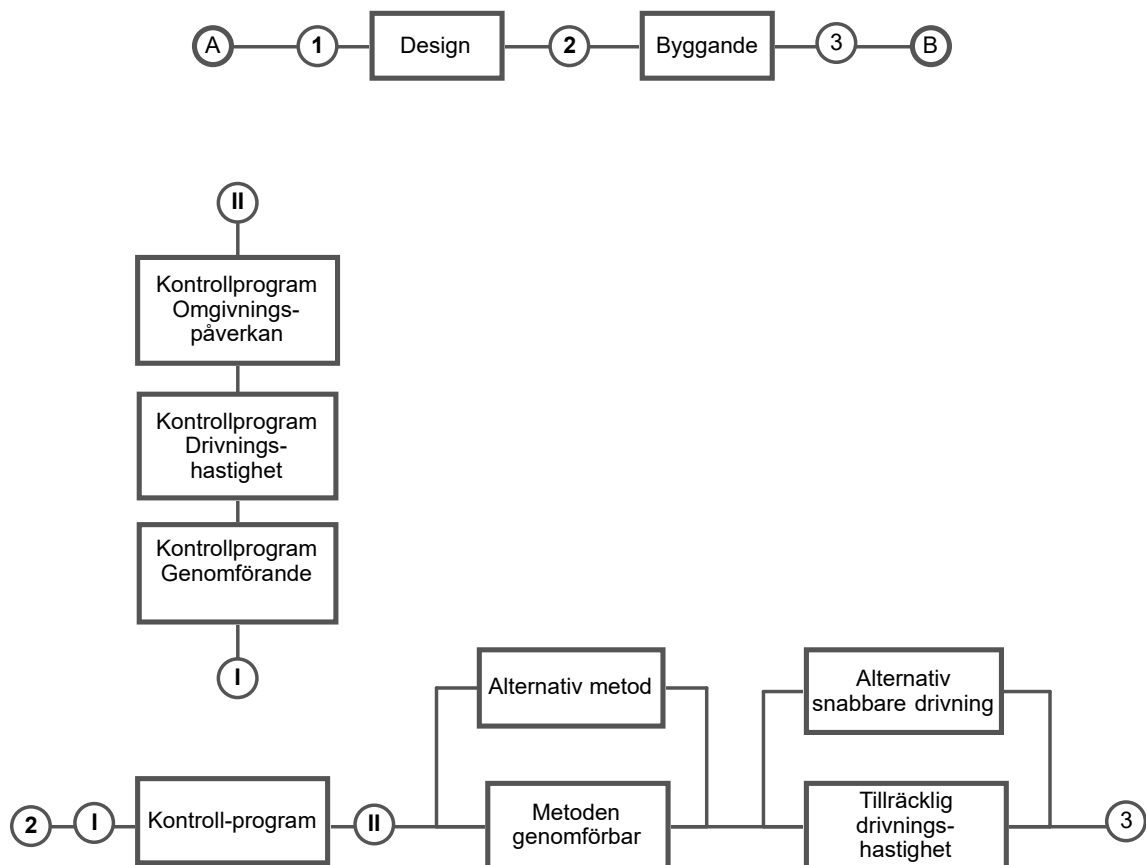 A
1
Design
2
Byggande
3
B
II
Kontrollprogram
Omgivnings-
påverkan
Kontrollprogram
Drivnings-
hastighet
Kontrollprogram
Genomförande
I
Alternativ metod
Alternativ
snabbare drivning
2
I
Kontroll-program
II
Metoden
genomförbar
Tillräcklig
drivnings-
hastighet
3